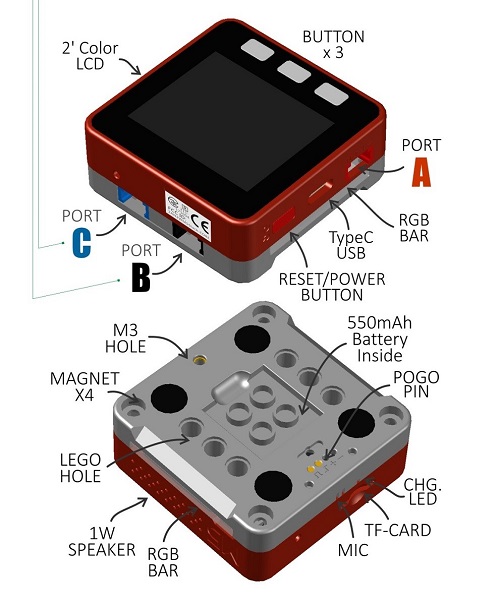 2' Color
LCD
BUTTON
x 3
PORT
A
RGB
BAR
TypeC
USB
RESET/POWER
BUTTON
PORT
C
PORT
B
CE
M3
HOLE
550mAh
Battery
Inside
MAGNET
X4
POGO
PIN
LEGO
HOLE
CHG.
LED
TF-CARD
MIC
1W
SPEAKER
RGB
BAR